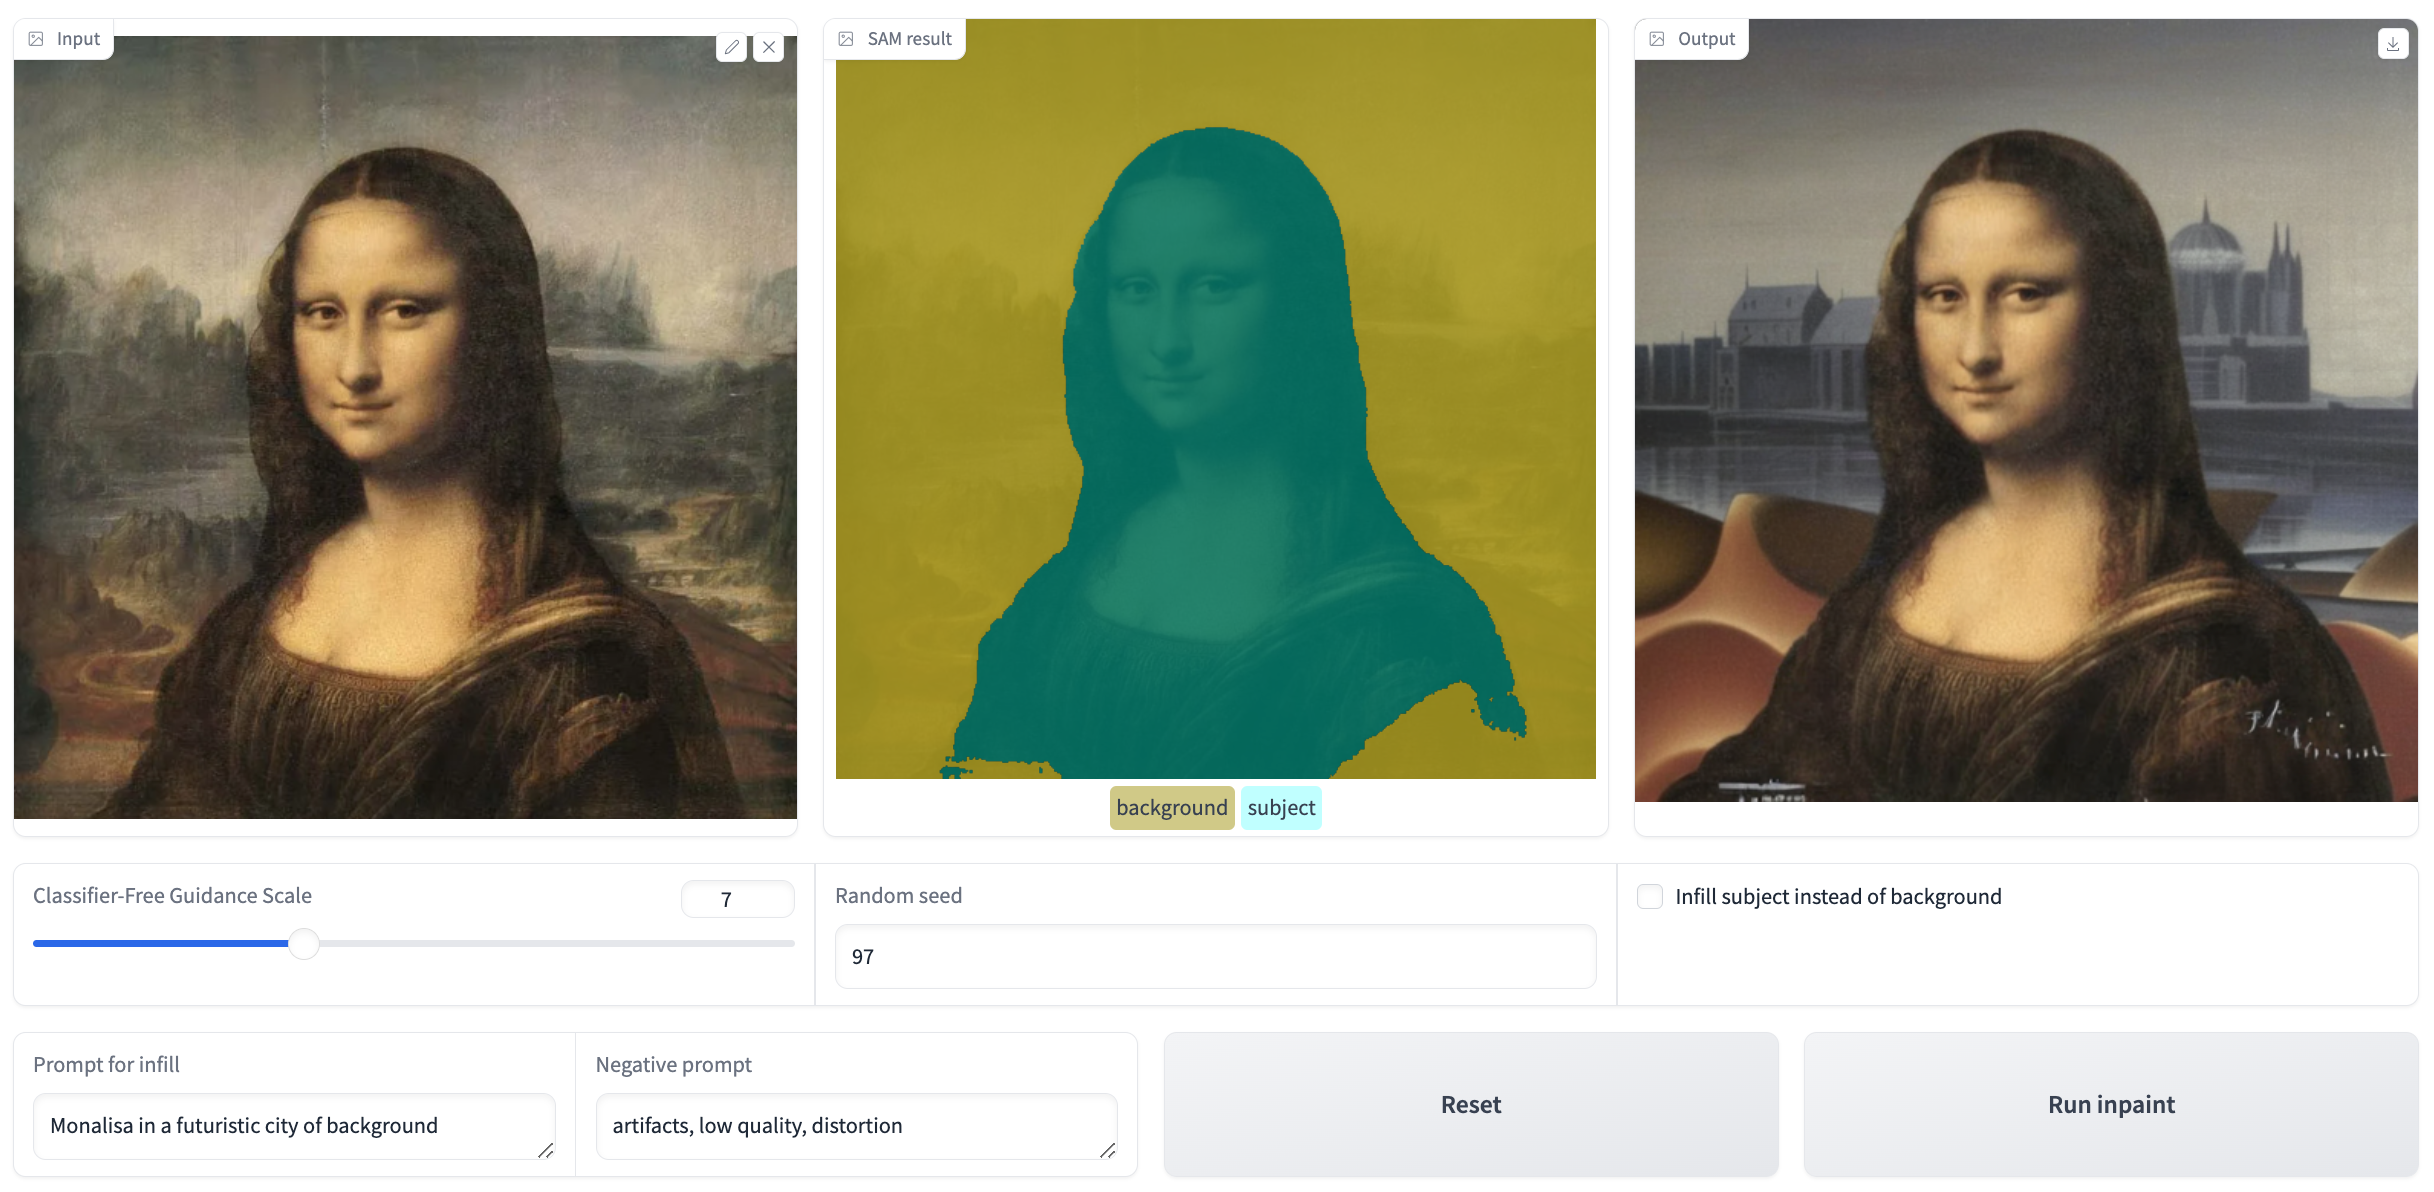 Input
SAM result
Output
background subject
Classifier-Free Guidance Scale
7
Random seed
97
Infill subject instead of background
Prompt for infill
Monalisa in a futuristic city of background
Negative prompt
artifacts, low quality, distortion
Reset
Run inpaint